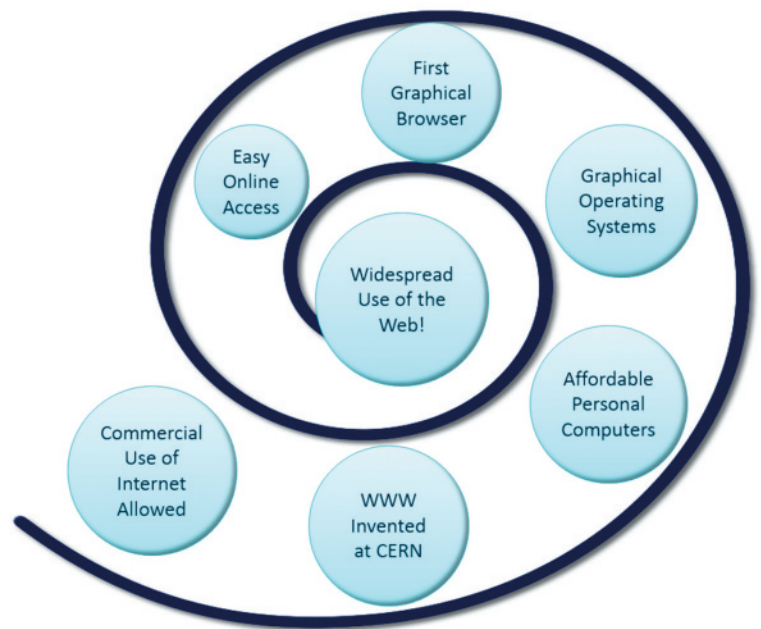 First
Graphical
Browser
Easy
Online
Access
Graphical
Operating
Systems
Widespread
Use of the
Web!
Affordable
Personal
Computers
Commercial
Use of
Internet
Allowed
WWW
Invented
at CERN